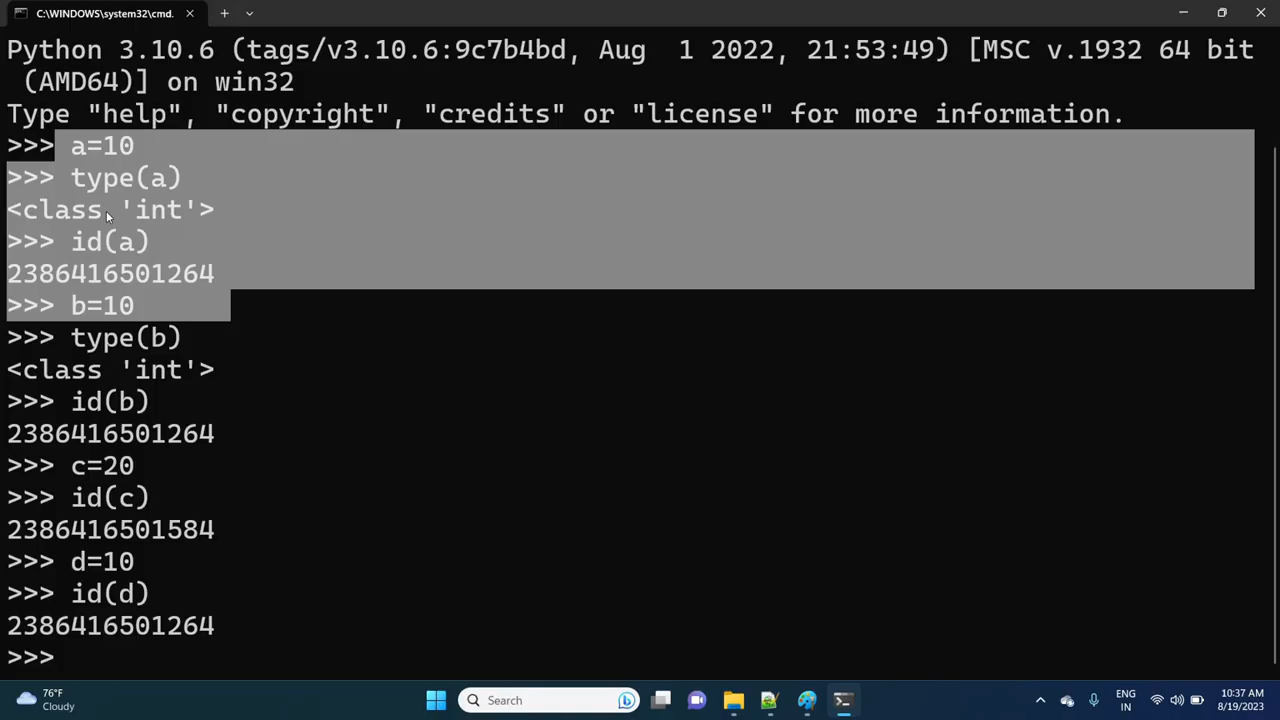 C:\WINDOWS\system32\cmd.
Python 3.10.6 (tags/v3.10.6:9c7b4bd, Aug  1 2022, 21:53:49) [MSC v.1932 64 bit
 (AMD64)] on win32
Type "help", "copyright", "credits" or "license" for more information.
>>> a=10
>>> type(a)
<class 'int'>
>>> id(a)
2386416501264
>>> b=10
>>> type(b)
<class 'int'>
>>> id(b)
2386416501264
>>> c=20
>>> id(c)
2386416501584
>>> d=10
>>> id(d)
2386416501264
>>>
76°F
Cloudy
Search
ENG
IN
10:37 AM
8/19/2023